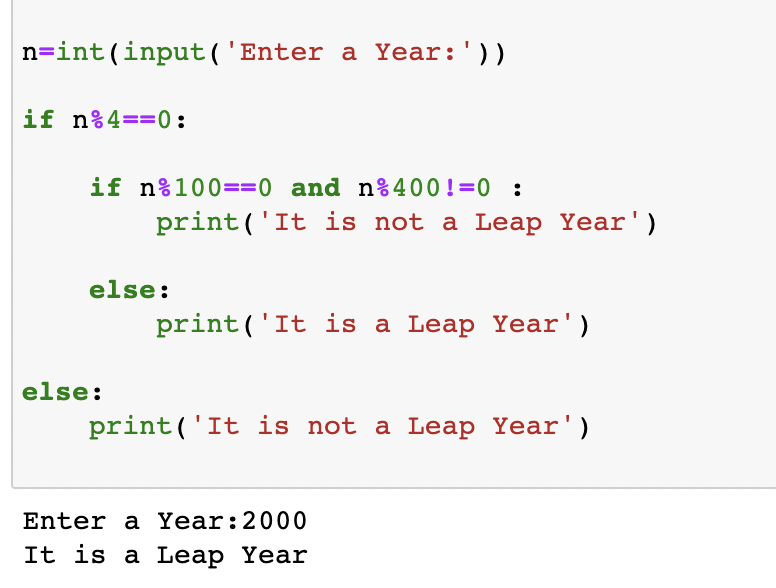 n=int(input('Enter a Year:'))
if n%4==0:
    if n%100==0 and n%400!=0 :
        print('It is not a Leap Year')
    else:
        print('It is a Leap Year')
else:
    print('It is not a Leap Year')
Enter a Year:2000
It is a Leap Year